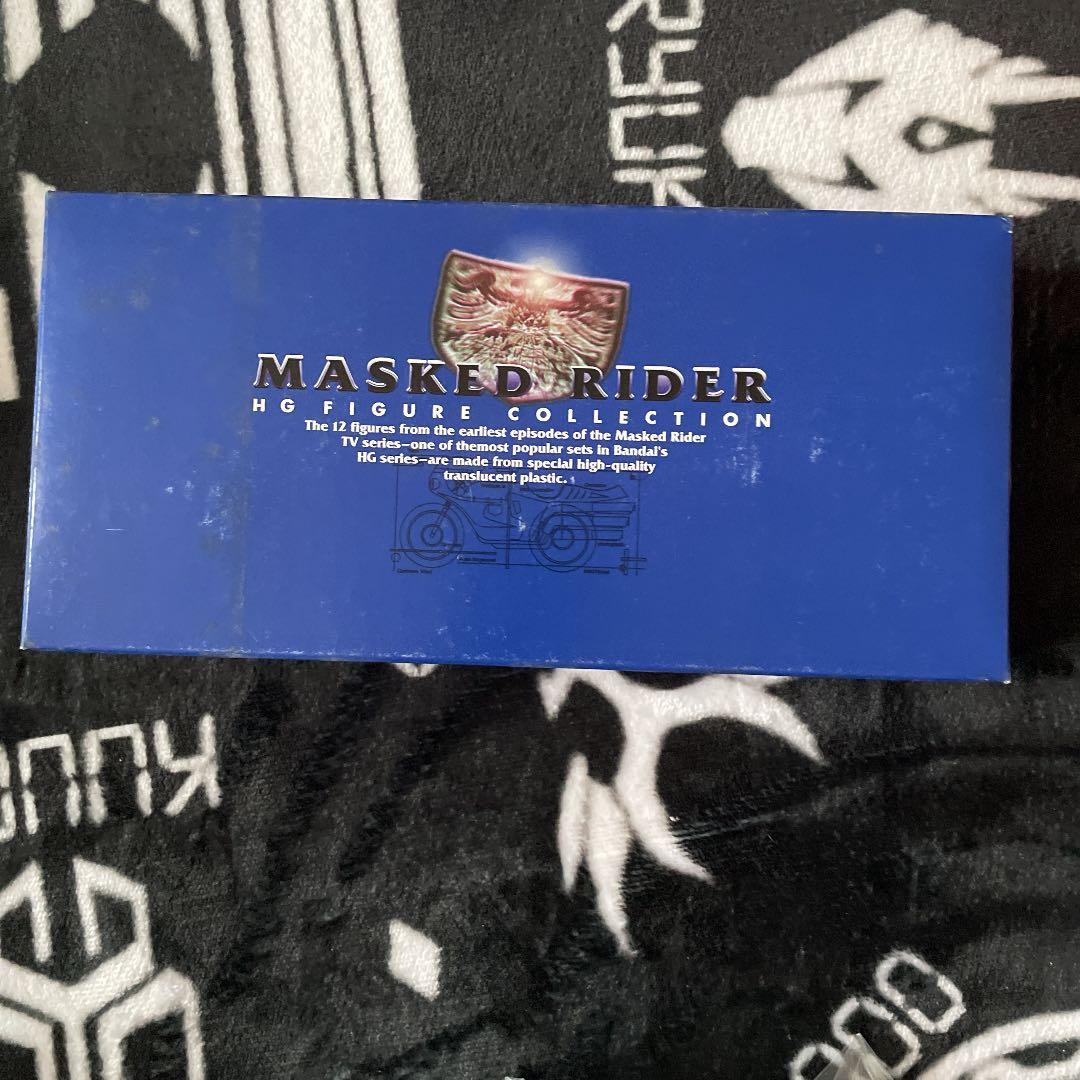 MASKED RIDER
HG FIGURE COLLECTION
The 12 figures from the earliest episodes of the Masked Rider
TV series—one of themost popular sets in Bandai's
HG series—are made from special high-quality
translucent plastic.